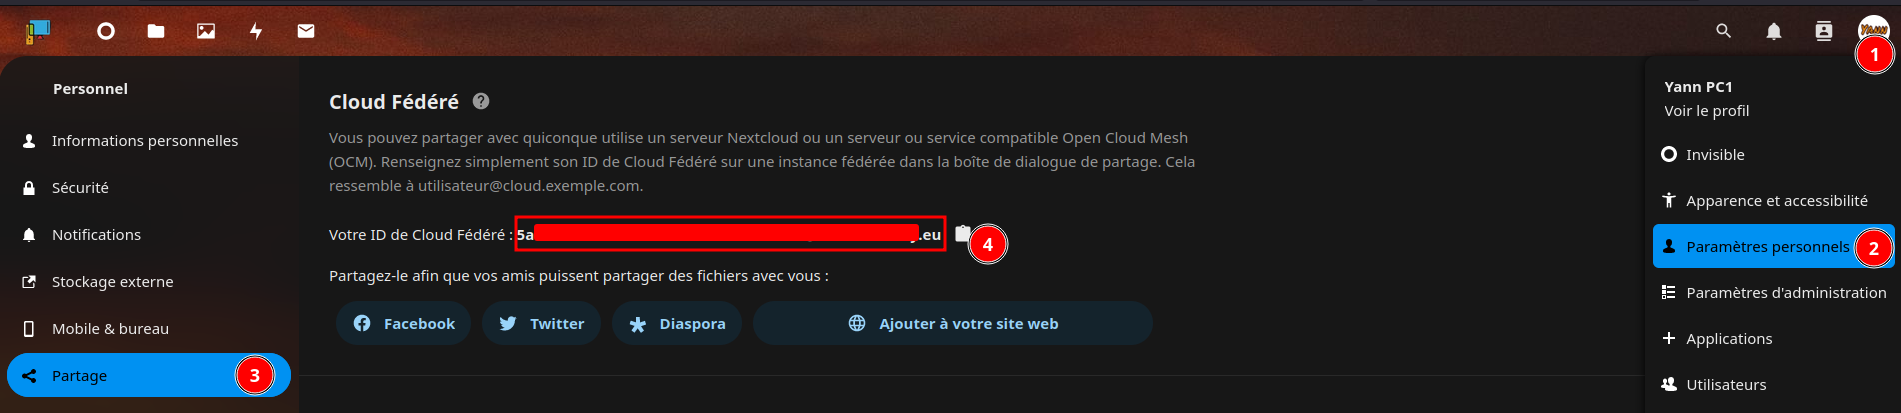 Yann
1
Personnel
Informations personnelles
Sécurité
Notifications
Stockage externe
Mobile & bureau
Partage
3
Cloud Fédéré ?
Vous pouvez partager avec quiconque utilise un serveur Nextcloud ou un serveur ou service compatible Open Cloud Mesh
(OCM). Renseignez simplement son ID de Cloud Fédéré sur une instance fédérée dans la boîte de dialogue de partage. Cela
ressemble à utilisateur@cloud.exemple.com.
Votre ID de Cloud Fédéré : 5a .eu
4
Partagez-le afin que vos amis puissent partager des fichiers avec vous :
Facebook
Twitter
Diaspora
Ajouter à votre site web
Yann PC1
Voir le profil
Invisible
Apparence et accessibilité
Paramètres personnels
2
Paramètres d'administration
Applications
Utilisateurs